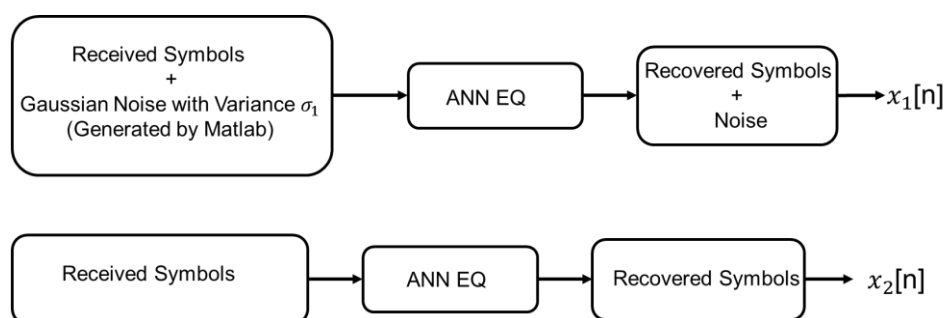 Received Symbols
+
Gaussian Noise with Variance σ₁
(Generated by Matlab)
ANN EQ
Recovered Symbols
+
Noise
x₁[n]
Received Symbols
ANN EQ
Recovered Symbols
x₂[n]